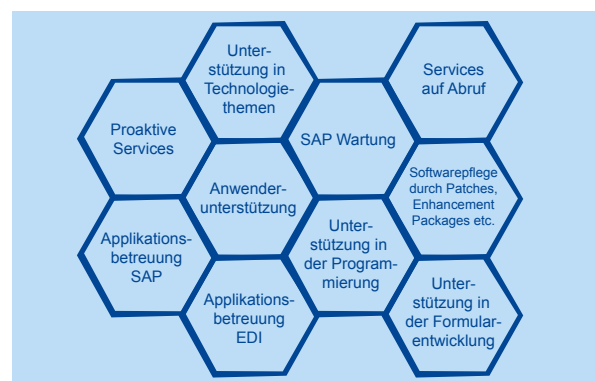 Unter-
stützung in
Technologie-
themen
Services
auf Abruf
Proaktive
Services
SAP Wartung
Anwender-
unterstützung
Softwarepflege
durch Patches,
Enhancement
Packages etc.
Applikations-
betreuung
SAP
Unter-
stützung in
der Program-
mierung
Applikations-
betreuung
EDI
Unter-
stützung in
der Formular-
entwicklung